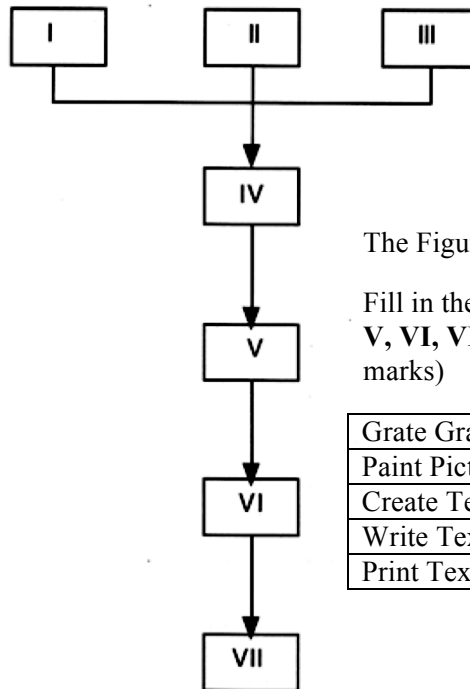 I II III
IV
The Figu
Fill in the
V
V, VI, V
marks)
Grate Gra
Paint Pict
Create Te
Write Tex
VI
Print Tex
VII